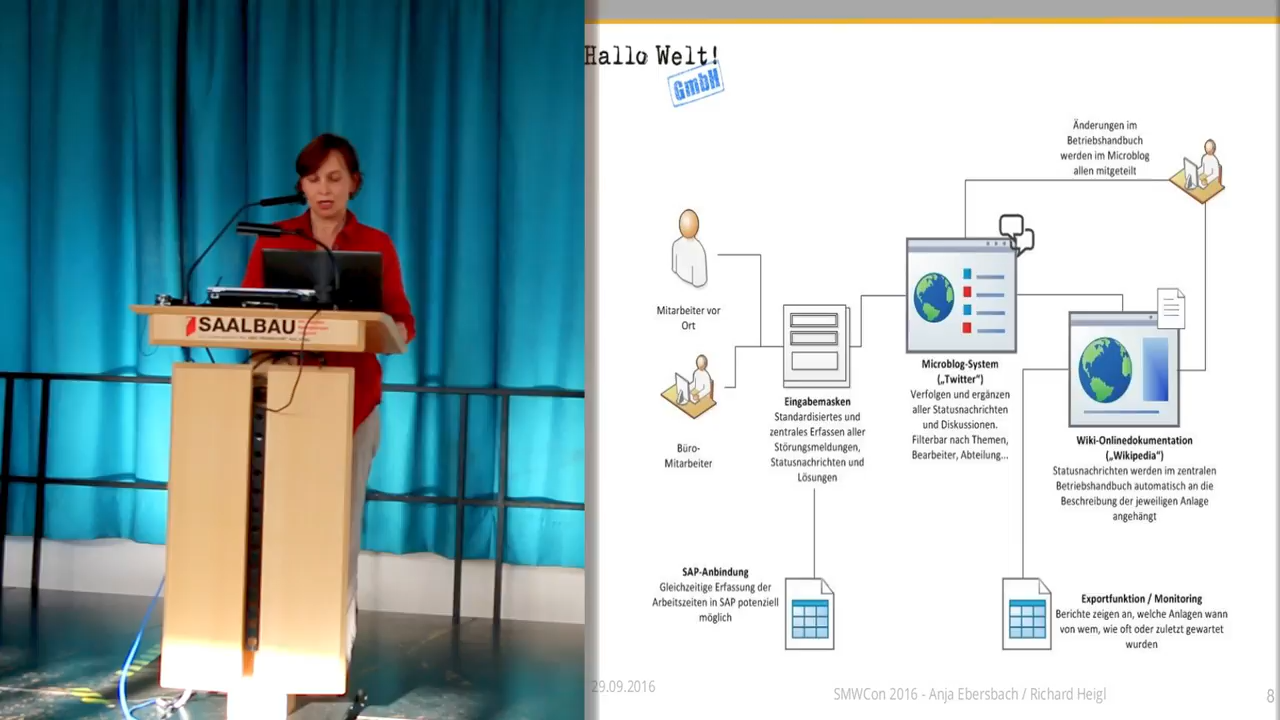 Hallo Welt!
GmbH
Änderungen im
Betriebshandbuch
werden im Microblog
allen mitgeteilt
Mitarbeiter vor
Ort
Büro-
Mitarbeiter
Eingabemasken
Standardisiertes und
zentrales Erfassen aller
Störungsmeldungen,
Statusnachrichten und
Lösungen
Microblog-System
(„Twitter“)
Verfolgen und ergänzen
aller Statusnachrichten
und Diskussionen.
Filterbar nach Themen,
Bearbeiter, Abteilung...
Wiki-Onlinedokumentation
(„Wikipedia“)
Statusnachrichten werden im zentralen
Betriebshandbuch automatisch an die
Beschreibung der jeweiligen Anlage
angehängt
SAP-Anbindung
Gleichzeitige Erfassung der
Arbeitszeiten in SAP potenziell
möglich
Exportfunktion / Monitoring
Berichte zeigen an, welche Anlagen wann
von wem, wie oft oder zuletzt gewartet
wurden
29.09.2016
SMWCon 2016 - Anja Ebersbach / Richard Heigl
8
SAALBAU